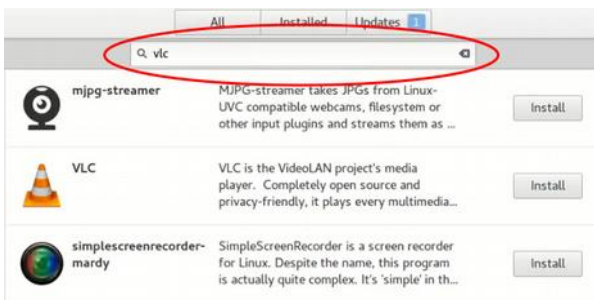 All Installed Updates 1
vlc
mjpg-streamer MJPG-streamer takes JPGs from Linux-
UVC compatible webcams, filesystem or
other input plugins and streams them as ...
Install
VLC VLC is the VideoLAN project's media
player. Completely open source and
privacy-friendly, it plays every multimedia...
Install
simplescreenrecorder-
mardy
SimpleScreenRecorder is a screen recorder
for Linux. Despite the name, this program
is actually quite complex. It's 'simple' in th...
Install